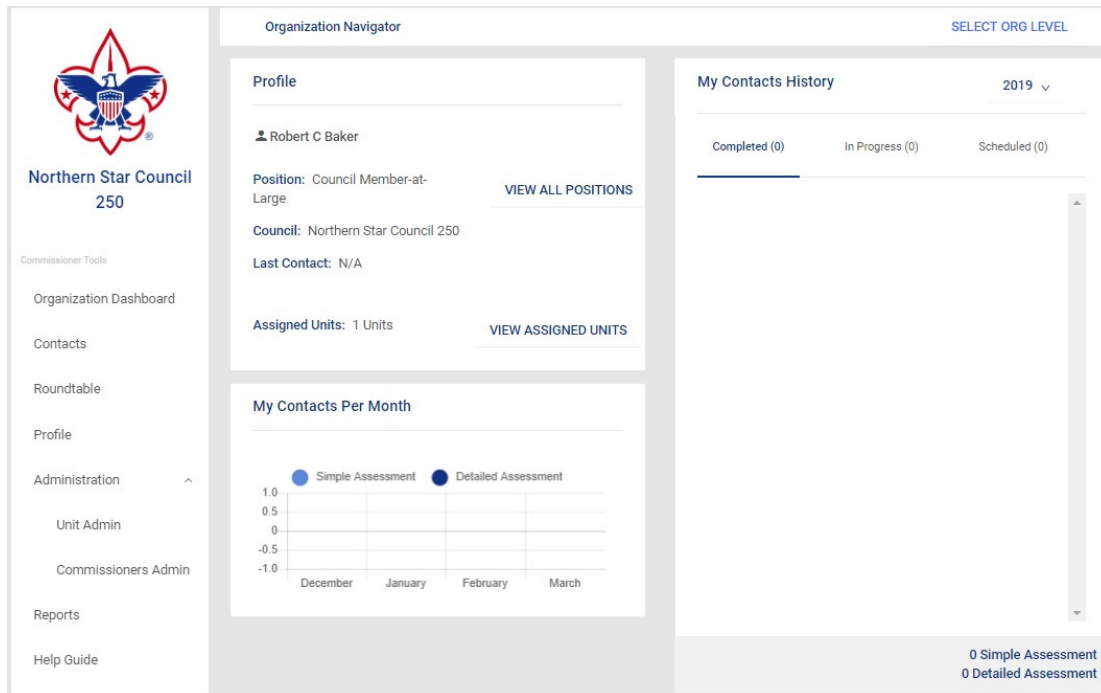 Northern Star Council
250
Commissioner Tools
Organization Dashboard
Contacts
Roundtable
Profile
Administration
Unit Admin
Commissioners Admin
Reports
Help Guide
Organization Navigator
SELECT ORG LEVEL
Profile
Robert C Baker
Position: Council Member-at-
Large
VIEW ALL POSITIONS
Council: Northern Star Council 250
Last Contact: N/A
Assigned Units: 1 Units
VIEW ASSIGNED UNITS
My Contacts Per Month
Simple Assessment Detailed Assessment
1.0
0.5
0
-0.5
-1.0
December January February March
My Contacts History
2019
Completed (0) In Progress (0) Scheduled (0)
0 Simple Assessment
0 Detailed Assessment